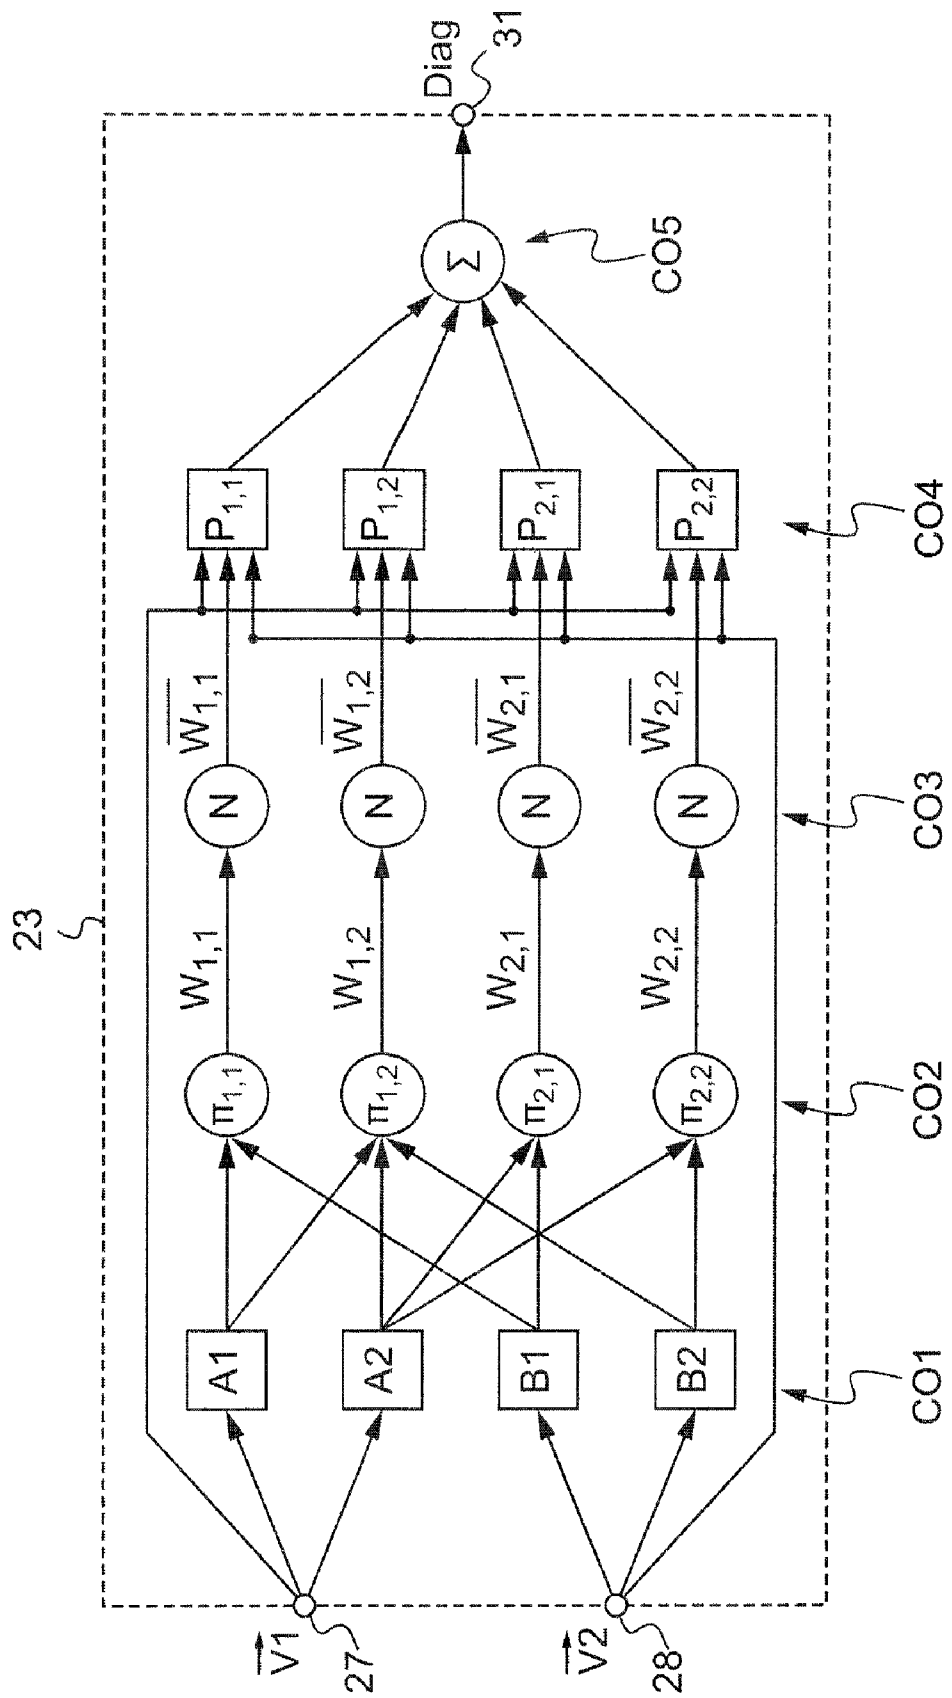 23
V1
27
V2
28
A1
A2
B1
B2
CO1
π1,1
π1,2
π2,1
π2,2
CO2
W1,1
W1,2
W2,1
W2,2
N
N
N
N
CO3
W̅1,1
W̅1,2
W̅2,1
W̅2,2
P1,1
P1,2
P2,1
P2,2
CO4
Σ
CO5
Diag
31